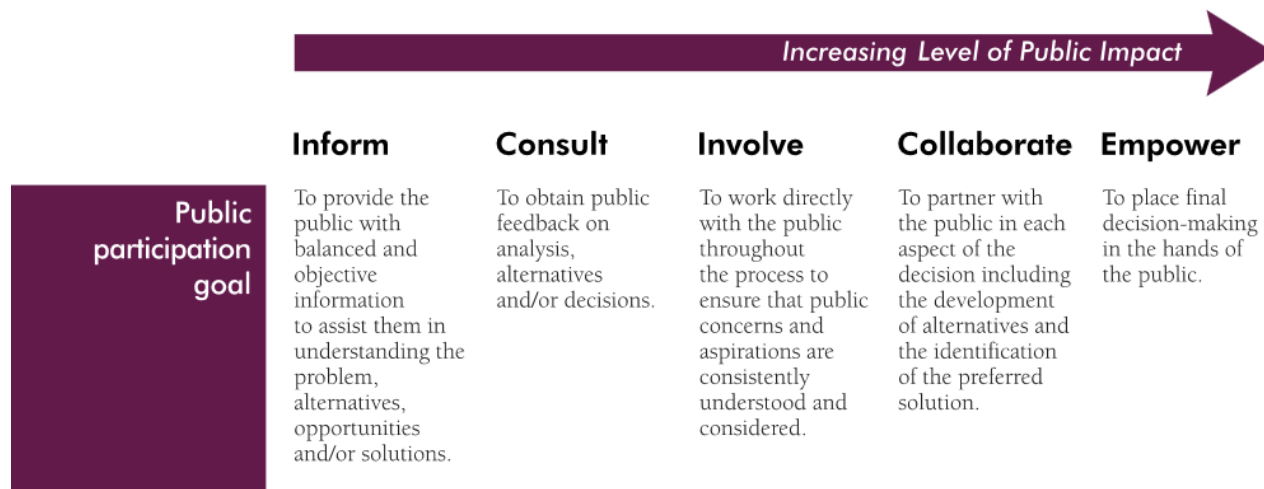 Increasing Level of Public Impact
Inform
Consult
Involve
Collaborate
Empower
Public
participation
goal
To provide the
public with
balanced and
objective
information
to assist them in
understanding the
problem,
alternatives,
opportunities
and/or solutions.
To obtain public
feedback on
analysis,
alternatives
and/or decisions.
To work directly
with the public
throughout
the process to
ensure that public
concerns and
aspirations are
consistently
understood and
considered.
To partner with
the public in each
aspect of the
decision including
the development
of alternatives and
the identification
of the preferred
solution.
To place final
decision-making
in the hands of
the public.